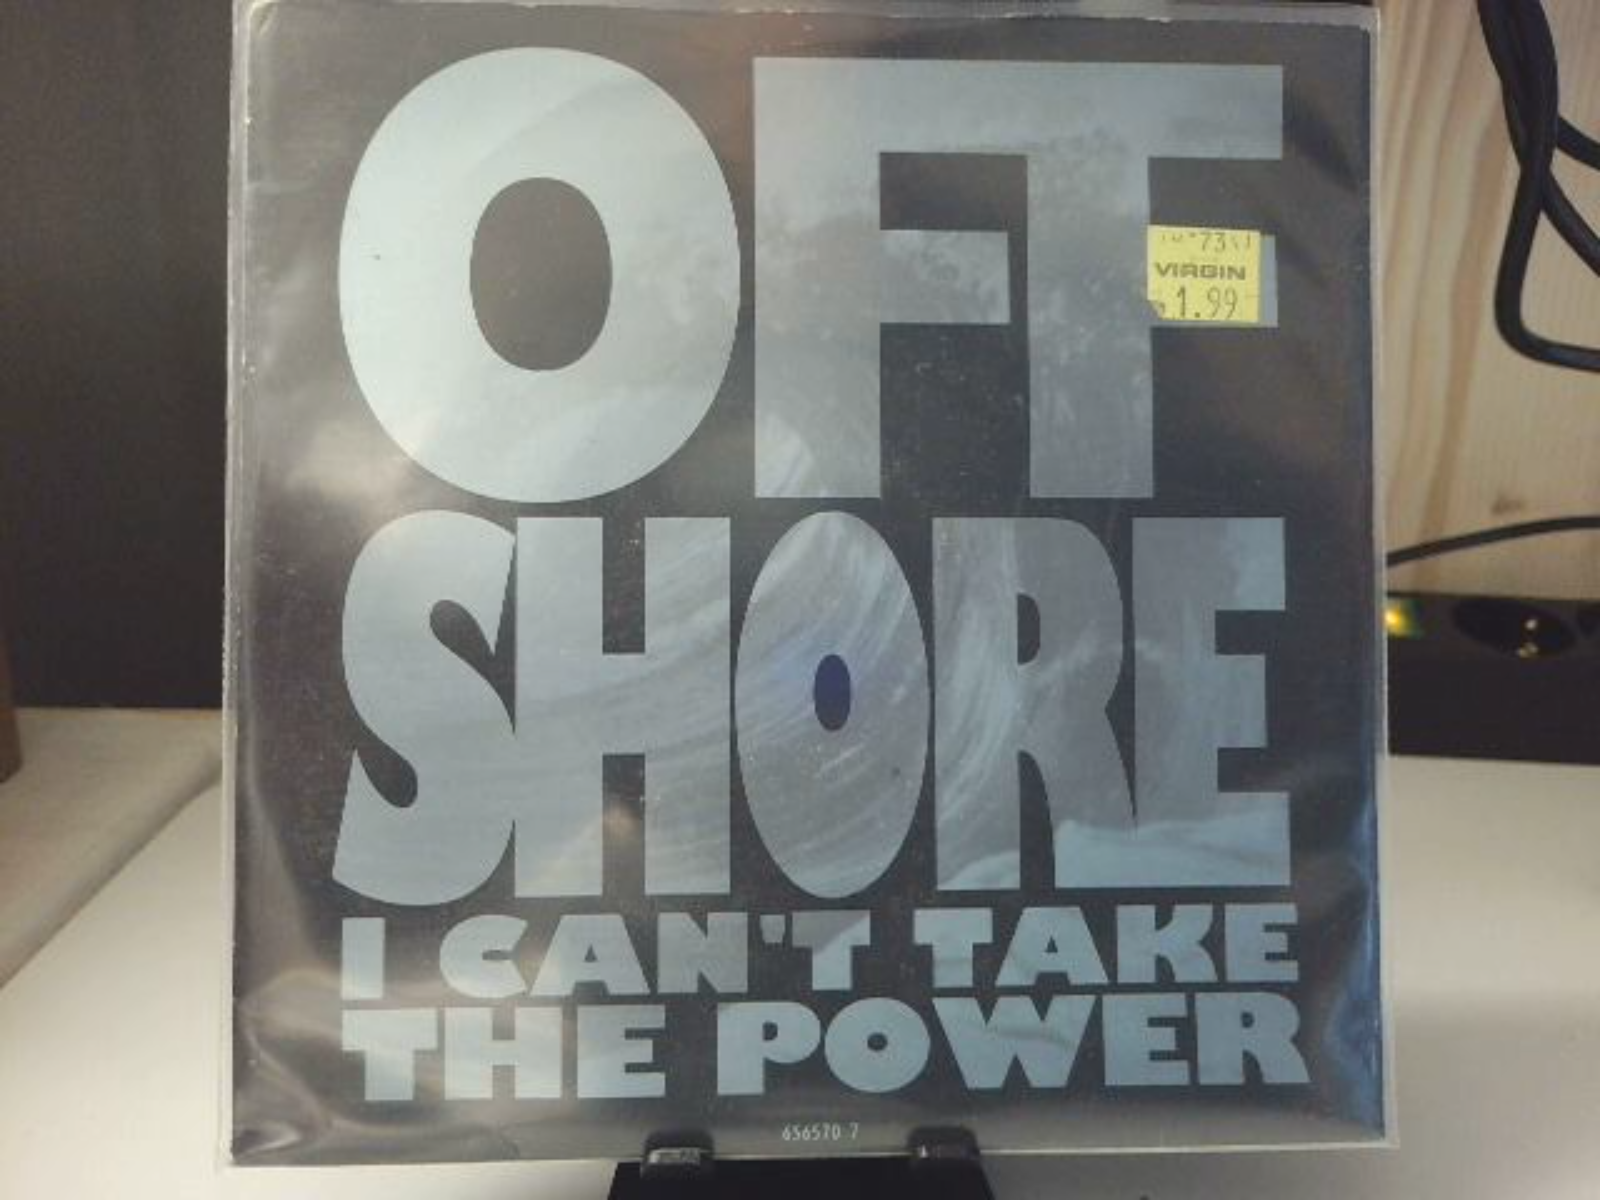 OFF
VIRGIN
1.99
SHORE
I CAN'T TAKE
THE POWER
656570 7